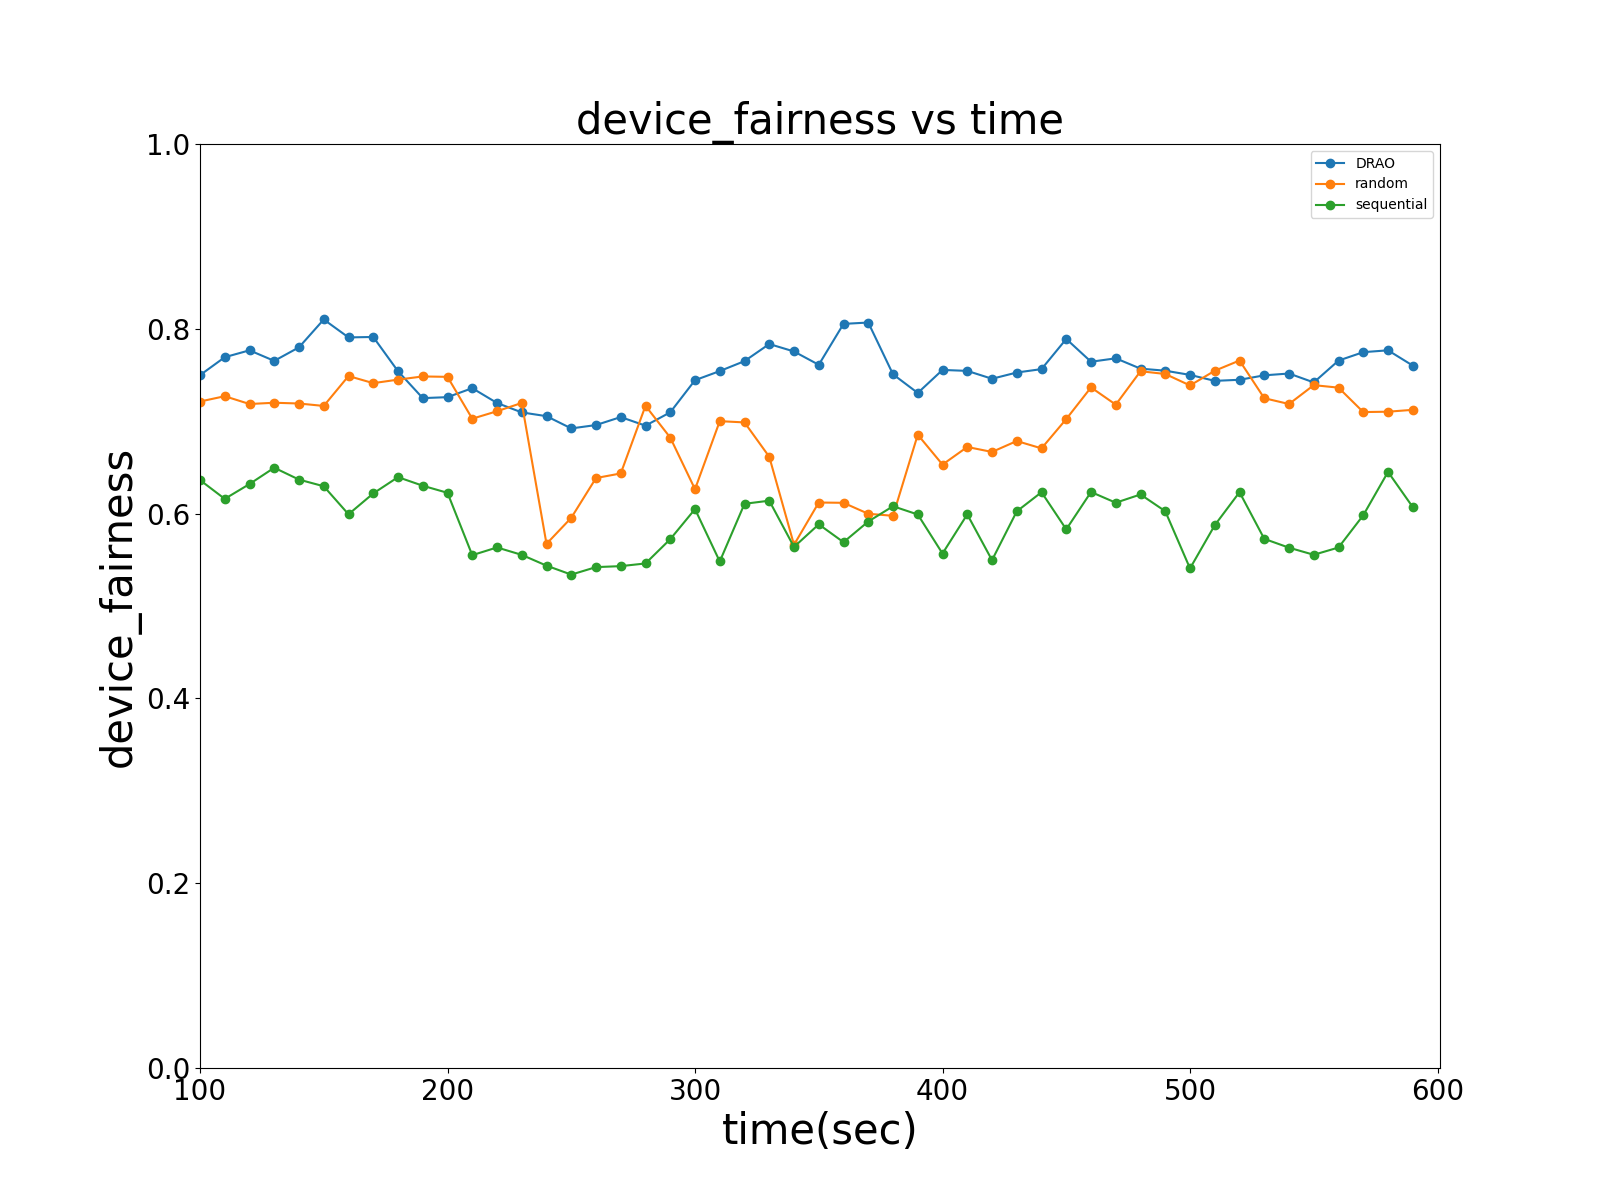 device_fairness vs time
1.0
0.8
0.6
0.4
0.2
0.0
device_fairness
DRAO
random
sequential
100 200 300 400 500 600
time(sec)